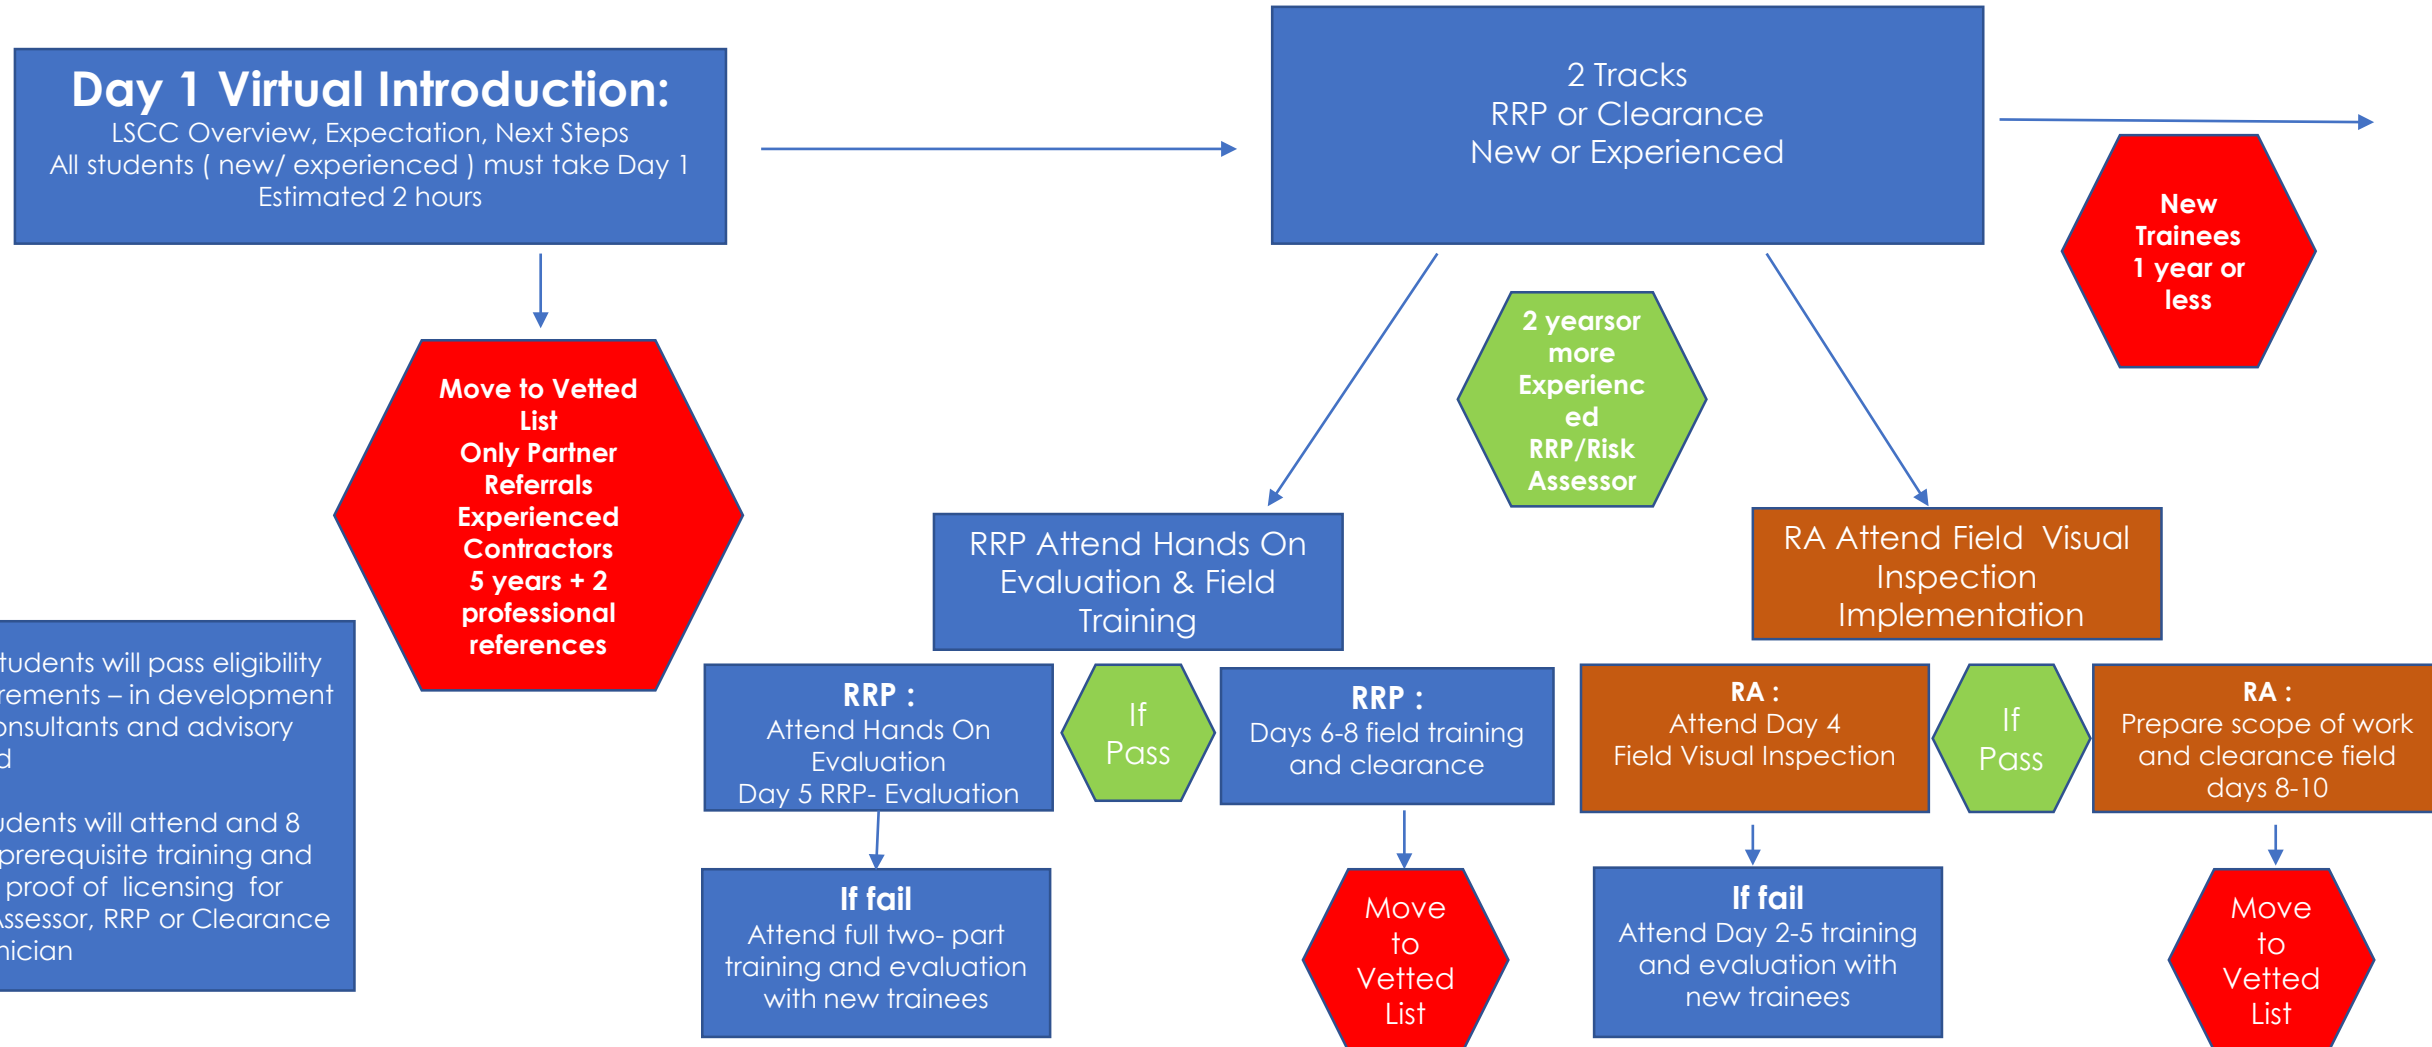 Day 1 Virtual Introduction:
LSCC Overview, Expectation, Next Steps
All students ( new/ experienced ) must take Day 1
Estimated 2 hours
2 Tracks
RRP or Clearance
New or Experienced
New
Trainees
1 year or
less
Move to Vetted
List
Only Partner
Referrals
Experienced
Contractors
5 years + 2
professional
references
2 yearsor
more
Experienc
ed
RRP/Risk
Assessor
RRP Attend Hands On
Evaluation & Field
Training
RA Attend Field Visual
Inspection
Implementation
tudents will pass eligibility
rements – in development
onsultants and advisory
d
udents will attend and 8
prerequisite training and
proof of licensing for
Assessor, RRP or Clearance
nician
RRP :
Attend Hands On
Evaluation
Day 5 RRP- Evaluation
If
Pass
RRP :
Days 6-8 field training
and clearance
RA :
Attend Day 4
Field Visual Inspection
If
Pass
RA :
Prepare scope of work
and clearance field
days 8-10
If fail
Attend full two- part
training and evaluation
with new trainees
Move
to
Vetted
List
If fail
Attend Day 2-5 training
and evaluation with
new trainees
Move
to
Vetted
List